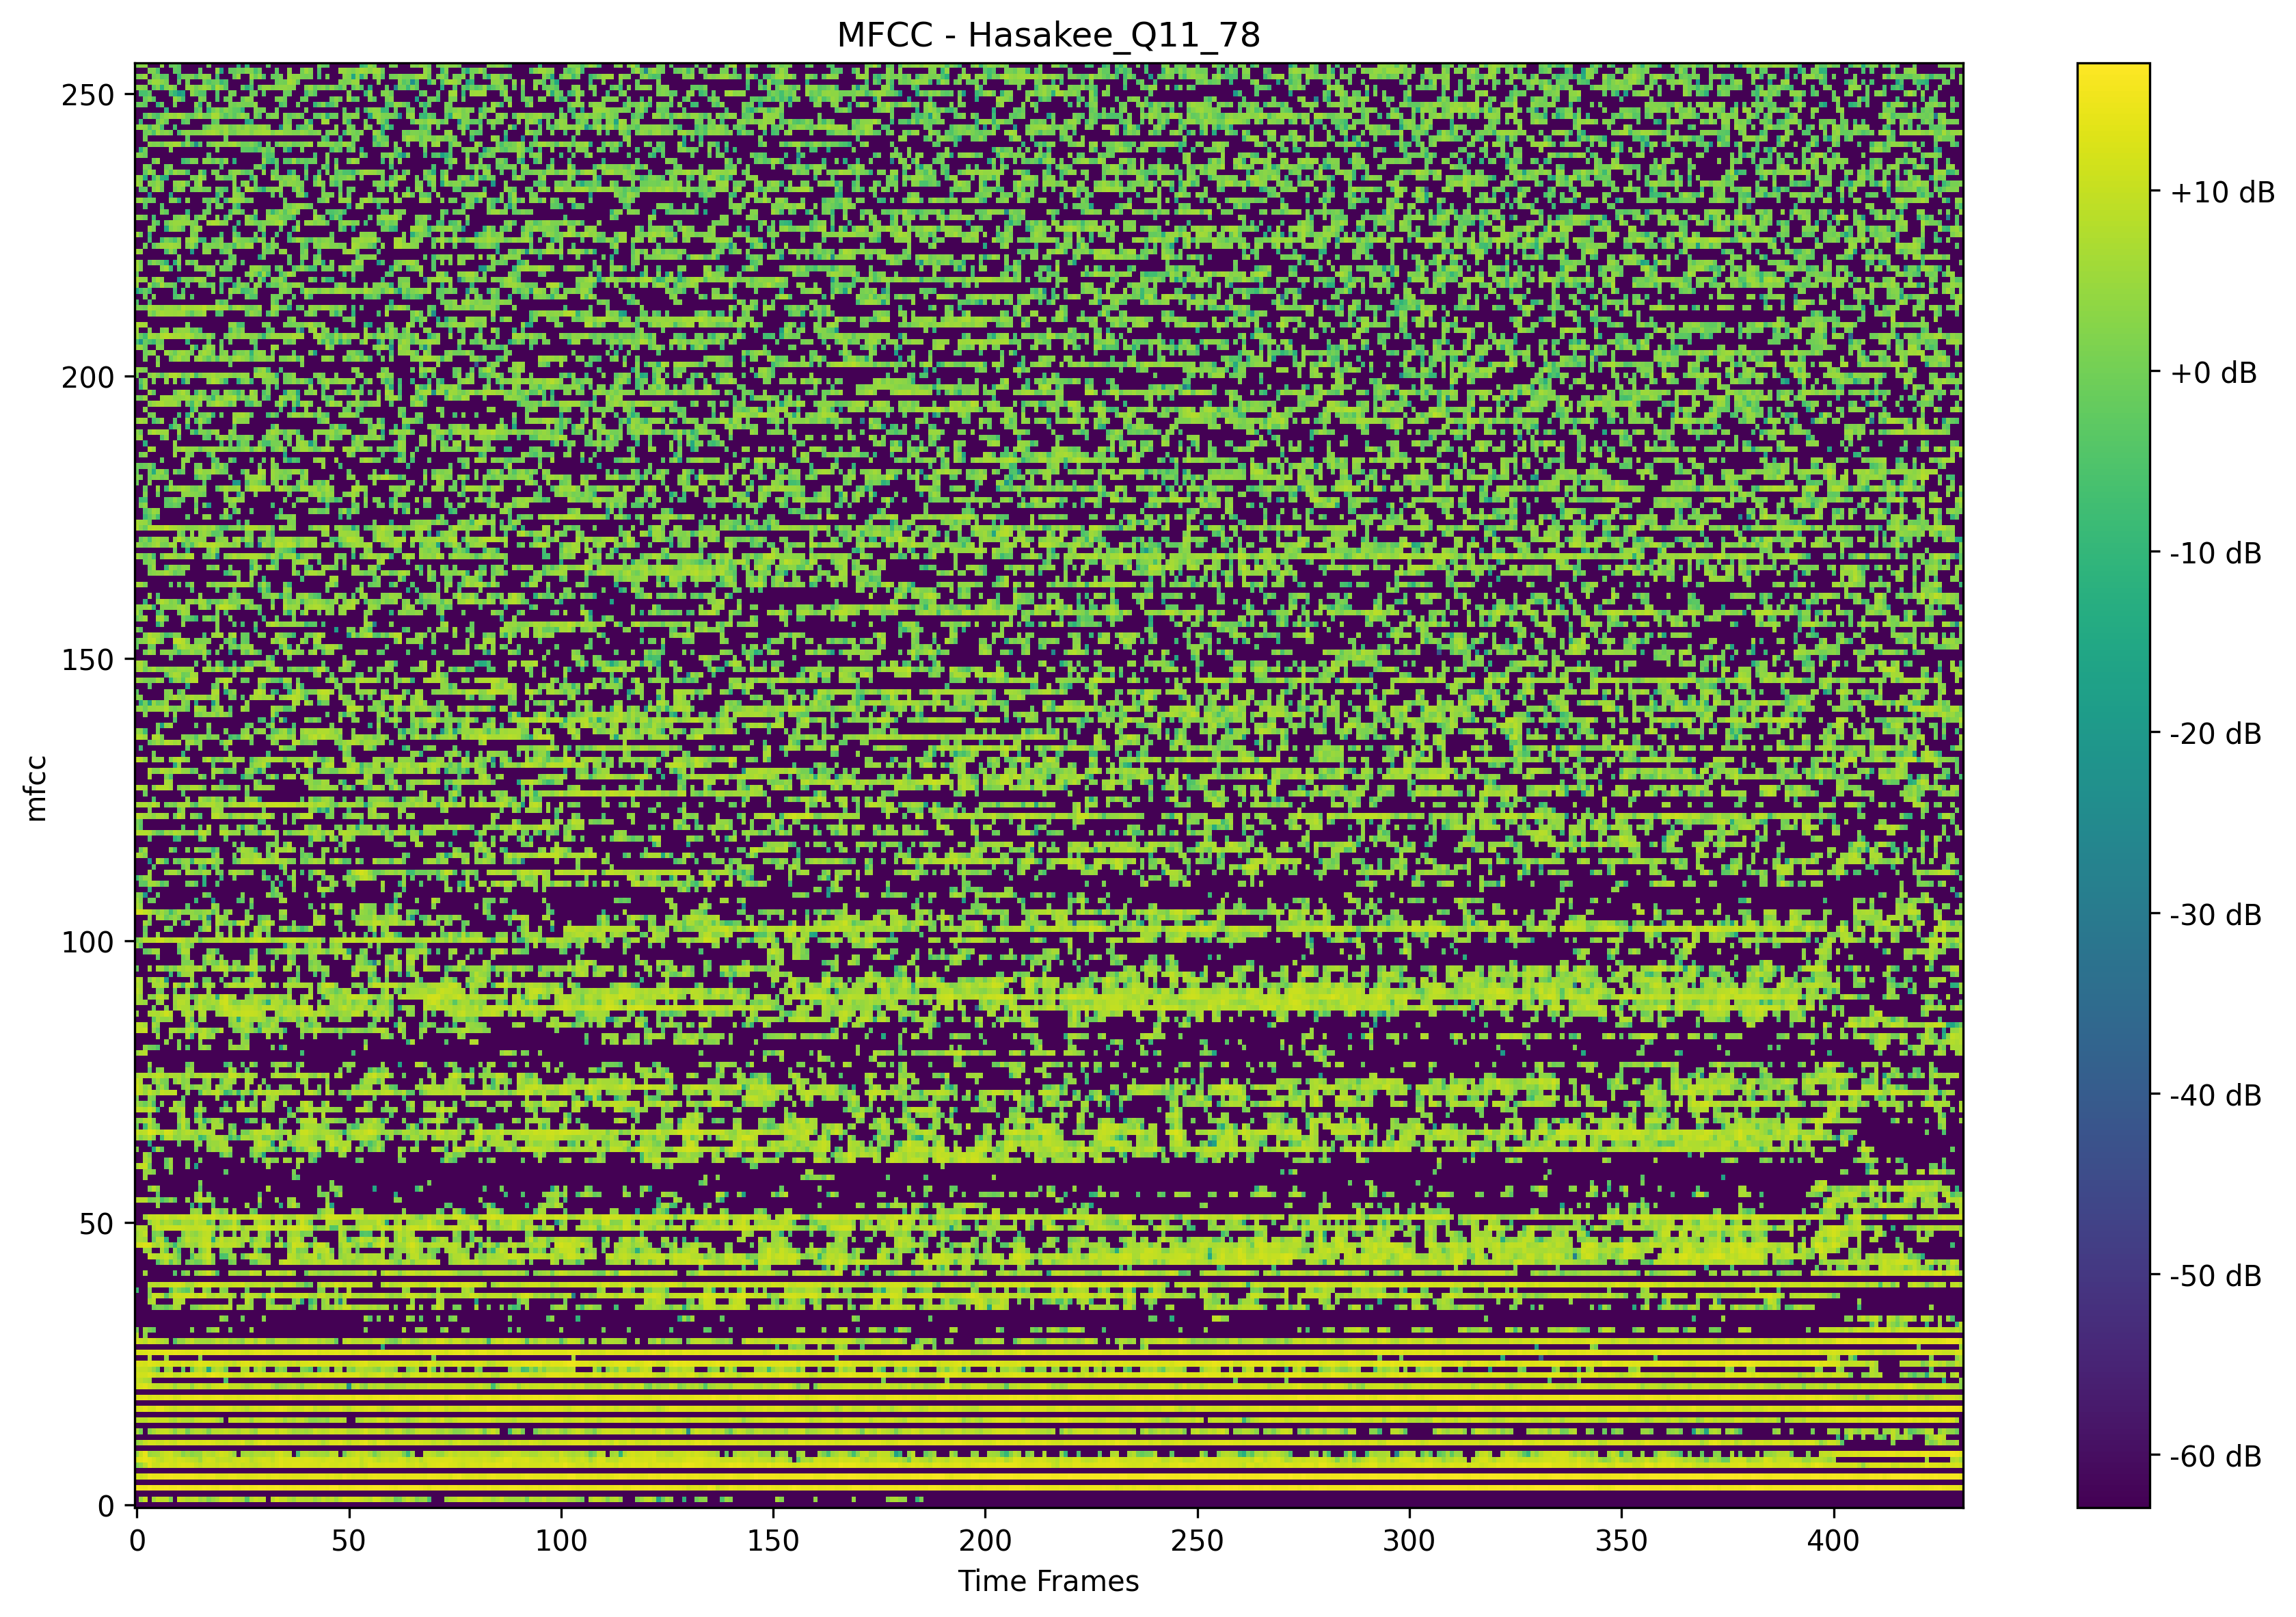 MFCC - Hasakee_Q11_78
250
200
150
100
50
0
mfcc
0 50 100 150 200 250 300 350 400
Time Frames
+10 dB
+0 dB
-10 dB
-20 dB
-30 dB
-40 dB
-50 dB
-60 dB